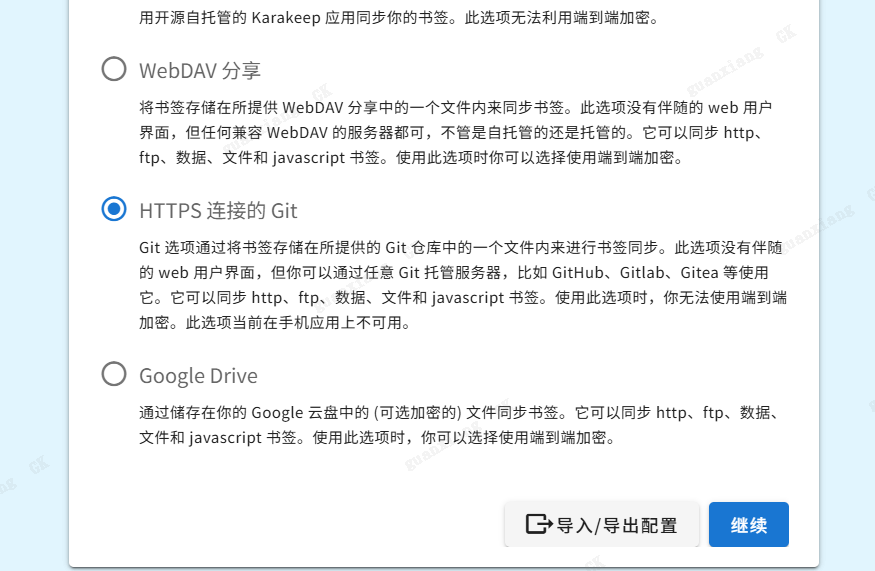 用开源自托管的 Karakeep 应用同步你的书签。此选项无法利用端到端加密。
WebDAV 分享
将书签存储在所提供 WebDAV 分享中的一个文件内来同步书签。此选项没有伴随的 web 用户
界面，但任何兼容 WebDAV 的服务器都可，不管是自托管的还是托管的。它可以同步 http、
ftp、数据、文件和 javascript 书签。使用此选项时你可以选择使用端到端加密。
HTTPS 连接的 Git
Git 选项通过将书签存储在所提供的 Git 仓库中的一个文件内来进行书签同步。此选项没有伴随
的 web 用户界面，但你可以通过任意 Git 托管服务器，比如 GitHub、Gitlab、Gitea 等使用
它。它可以同步 http、ftp、数据、文件和 javascript 书签。使用此选项时，你无法使用端到端
加密。此选项当前在手机应用上不可用。
Google Drive
通过储存在你的 Google 云盘中的 (可选加密的) 文件同步书签。它可以同步 http、ftp、数据、
文件和 javascript 书签。使用此选项时，你可以选择使用端到端加密。
导入/导出配置
继续
guanxiang GK
guanxiang GK
guanxiang GK
guanxiang GK